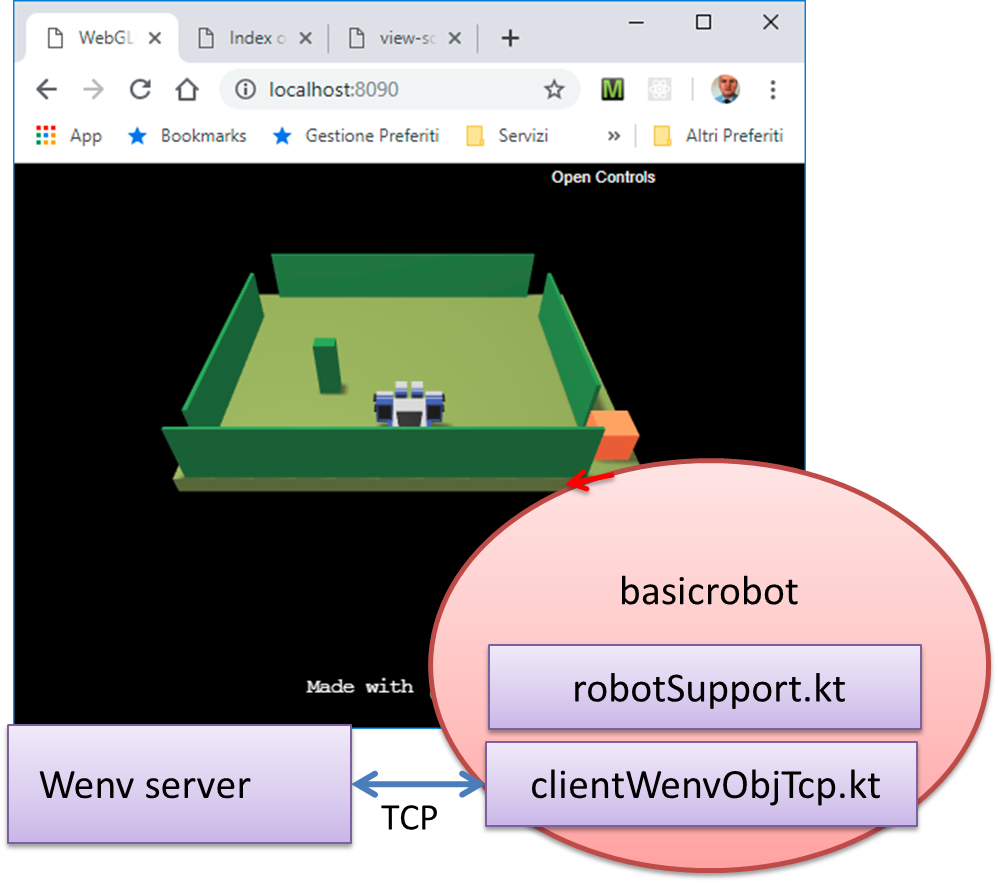 WebGL
Index o
view-sc
localhost:8090
M
App
Bookmarks
Gestione Preferiti
Servizi
»
Altri Preferiti
Open Controls
basicrobot
robotSupport.kt
Made with
Wenv server
TCP
clientWenvObjTcp.kt